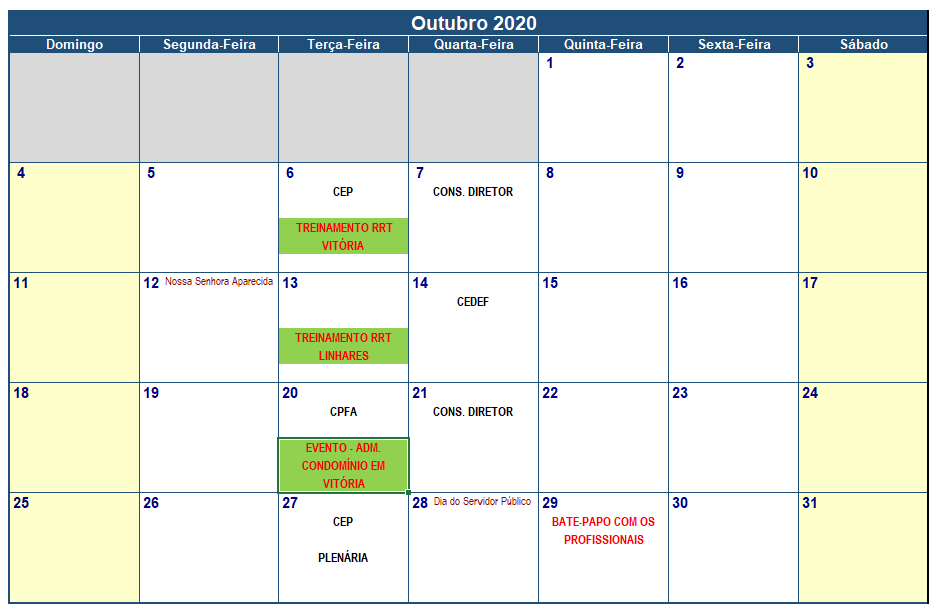 Outubro 2020
Domingo Segunda-Feira Terça-Feira Quarta-Feira Quinta-Feira Sexta-Feira Sábado
1 2 3
4 5 6 7 8 9 10
CEP CONS. DIRETOR
TREINAMENTO RRT
VITÓRIA
11 12 Nossa Senhora Aparecida 13 14 15 16 17
CEDEF
TREINAMENTO RRT
LINHARES
18 19 20 21 22 23 24
CPFA CONS. DIRETOR
EVENTO - ADM.
CONDOMÍNIO EM
VITÓRIA
25 26 27 28 Dia do Servidor Público 29 30 31
CEP BATE-PAPO COM OS
PROFISSIONAIS
PLENÁRIA